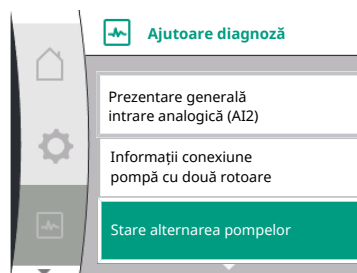 Ajutoare diagnoză
Prezentare generală
intrare analogică (AI2)
Informații conexiune
pompă cu două rotoare
Stare alternarea pompelor